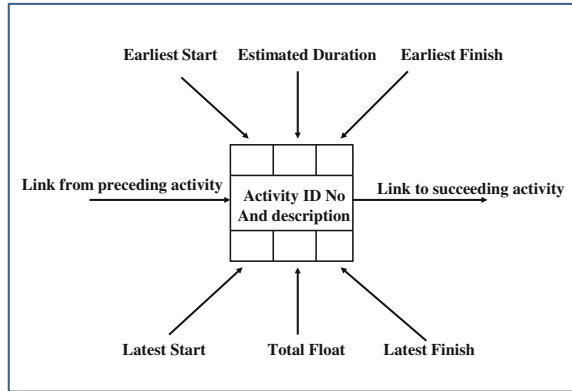 Earliest Start Estimated Duration Earliest Finish
Link from preceding activity
Activity ID No
And description
Link to succeeding activity
Latest Start Total Float Latest Finish